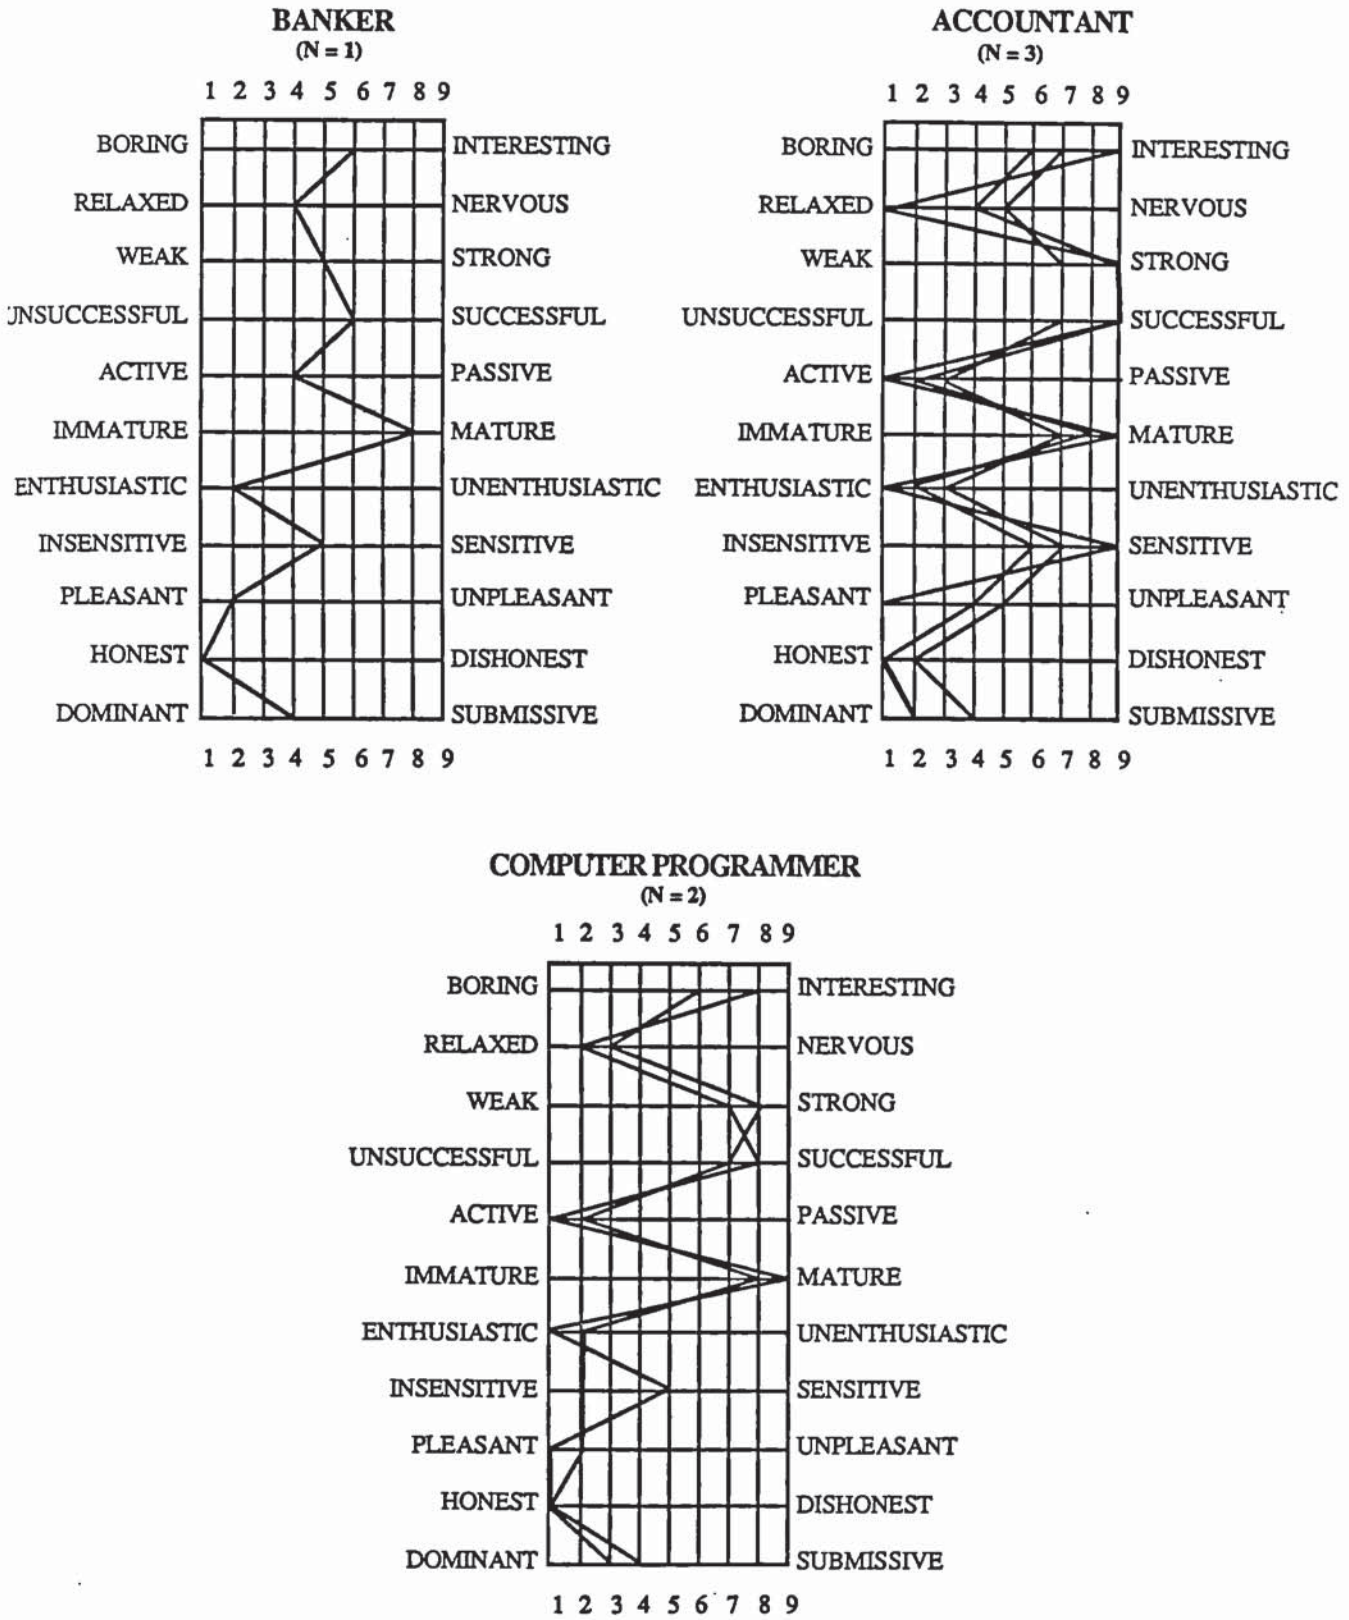 BANKER
(N = 1)
1 2 3 4 5 6 7 8 9
BORING INTERESTING
RELAXED NERVOUS
WEAK STRONG
UNSUCCESSFUL SUCCESSFUL
ACTIVE PASSIVE
IMMATURE MATURE
ENTHUSIASTIC UNENTHUSIASTIC
INSENSITIVE SENSITIVE
PLEASANT UNPLEASANT
HONEST DISHONEST
DOMINANT SUBMISSIVE
1 2 3 4 5 6 7 8 9
ACCOUNTANT
(N = 3)
1 2 3 4 5 6 7 8 9
BORING INTERESTING
RELAXED NERVOUS
WEAK STRONG
UNSUCCESSFUL SUCCESSFUL
ACTIVE PASSIVE
IMMATURE MATURE
ENTHUSIASTIC UNENTHUSIASTIC
INSENSITIVE SENSITIVE
PLEASANT UNPLEASANT
HONEST DISHONEST
DOMINANT SUBMISSIVE
1 2 3 4 5 6 7 8 9
COMPUTER PROGRAMMER
(N = 2)
1 2 3 4 5 6 7 8 9
BORING INTERESTING
RELAXED NERVOUS
WEAK STRONG
UNSUCCESSFUL SUCCESSFUL
ACTIVE PASSIVE
IMMATURE MATURE
ENTHUSIASTIC UNENTHUSIASTIC
INSENSITIVE SENSITIVE
PLEASANT UNPLEASANT
HONEST DISHONEST
DOMINANT SUBMISSIVE
1 2 3 4 5 6 7 8 9